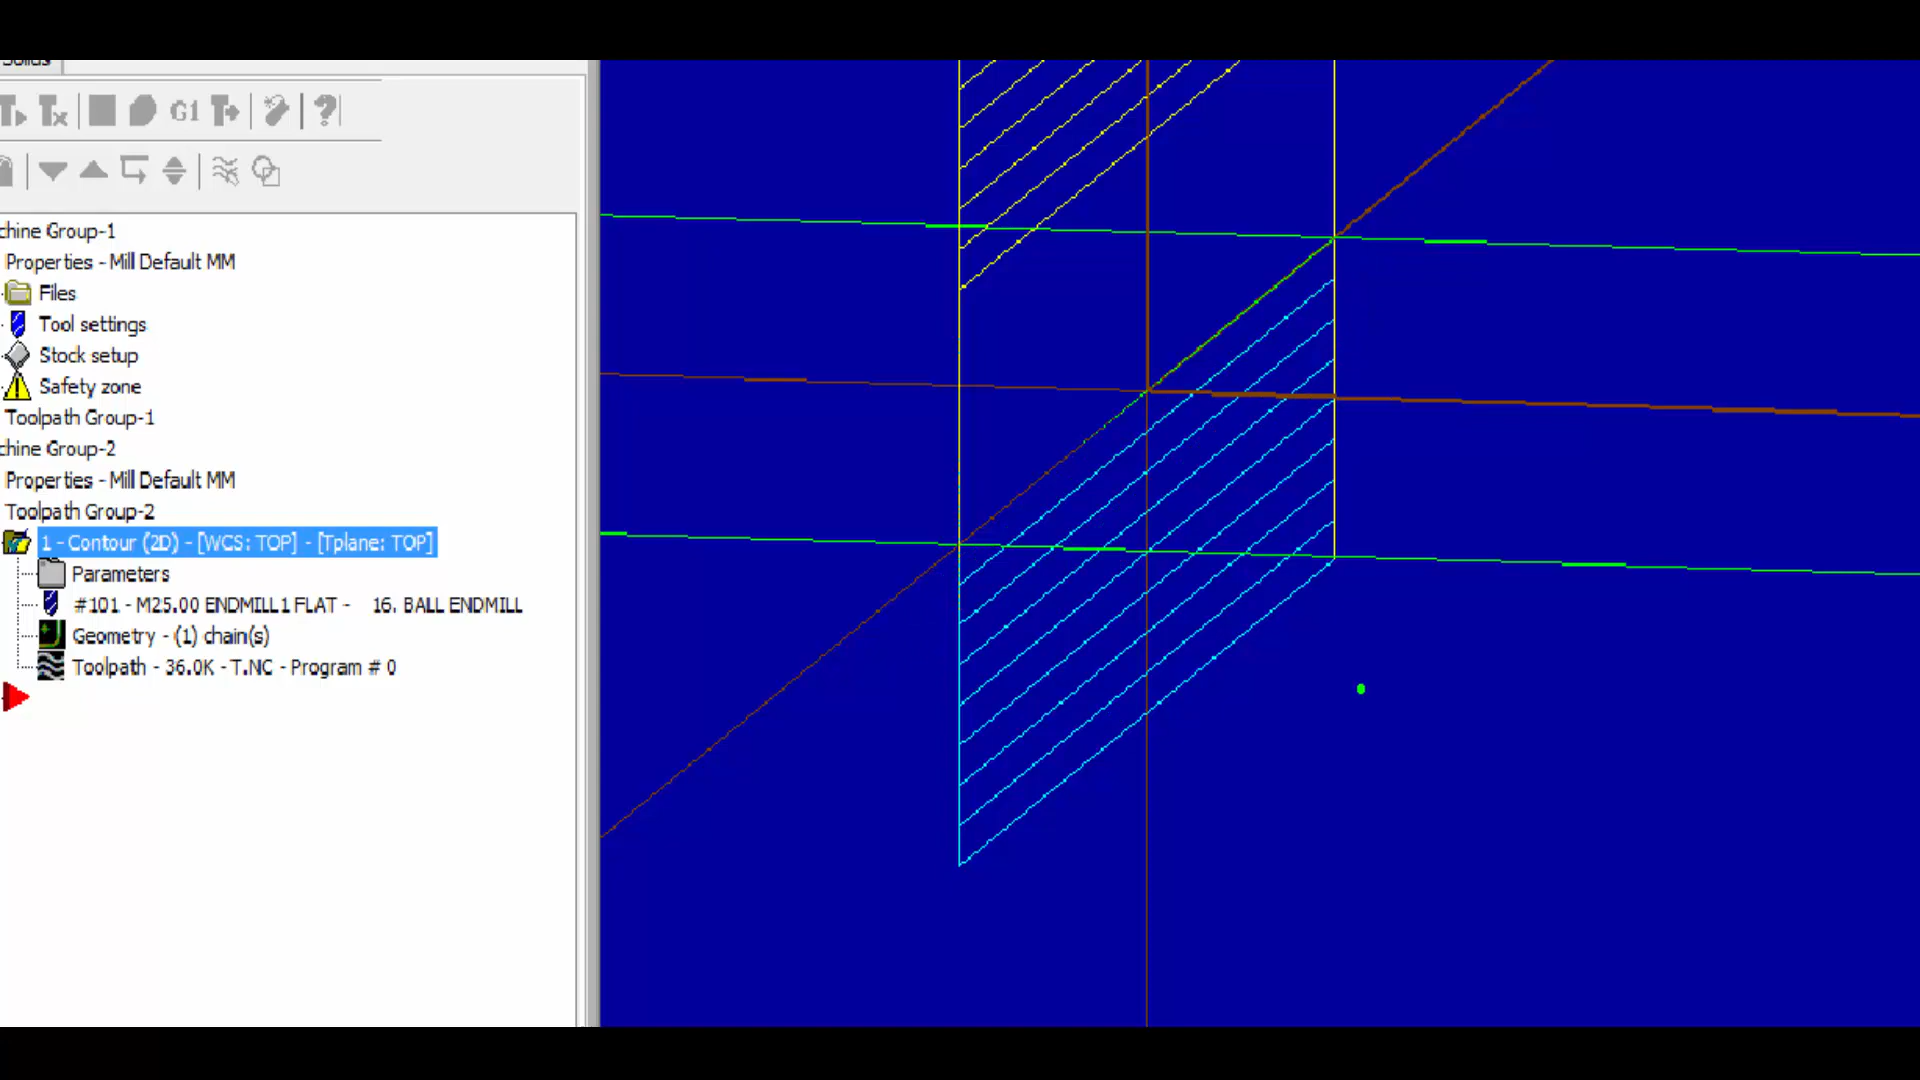 Solids
G1
chine Group-1
Properties - Mill Default MM
Files
Tool settings
Stock setup
Safety zone
Toolpath Group-1
chine Group-2
Properties - Mill Default MM
Toolpath Group-2
1 - Contour (2D) - [WCS: TOP] - [Tplane: TOP]
Parameters
#101 - M25.00 ENDMILL1 FLAT - 16. BALL ENDMILL
Geometry - (1) chain(s)
Toolpath - 36.0K - T.NC - Program # 0